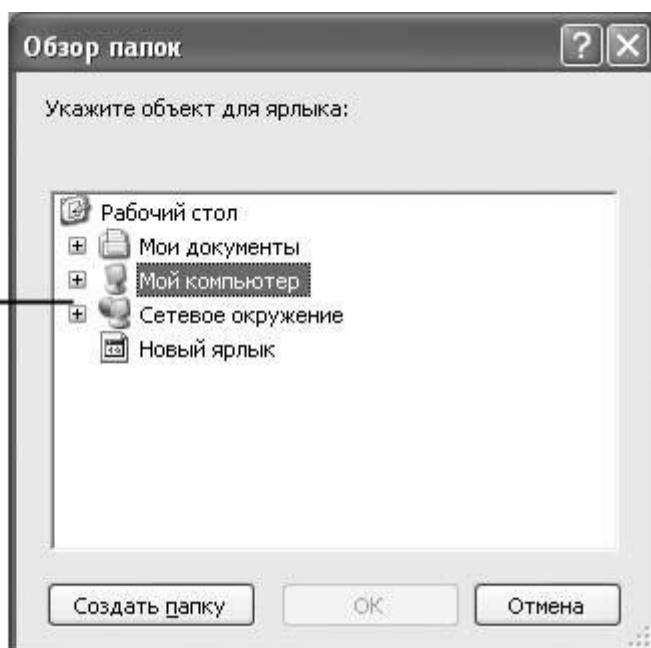 Обзор папок
Укажите объект для ярлыка:
Рабочий стол
Мои документы
Мой компьютер
Сетевое окружение
Новый ярлык
Создать папку ОК Отмена